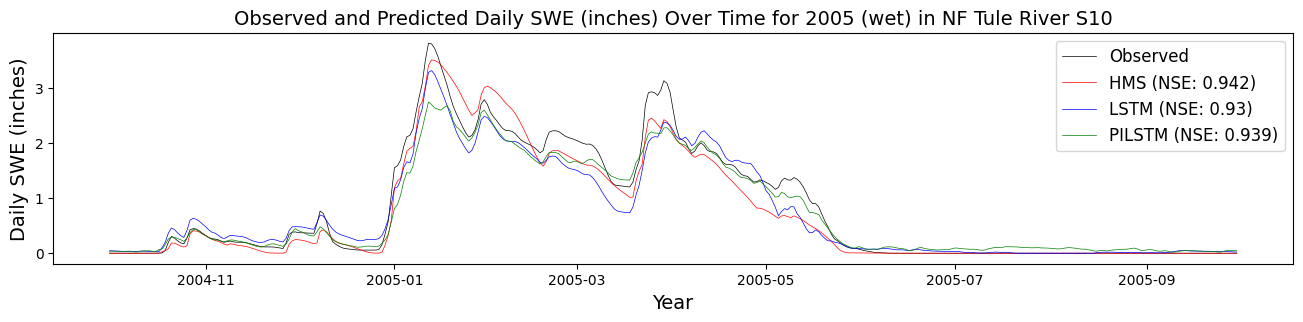 Observed and Predicted Daily SWE (inches) Over Time for 2005 (wet) in NF Tule River S10
Daily SWE (inches)
3
2
1
0
Observed
HMS (NSE: 0.942)
LSTM (NSE: 0.93)
PILSTM (NSE: 0.939)
2004-11
2005-01
2005-03
2005-05
2005-07
2005-09
Year